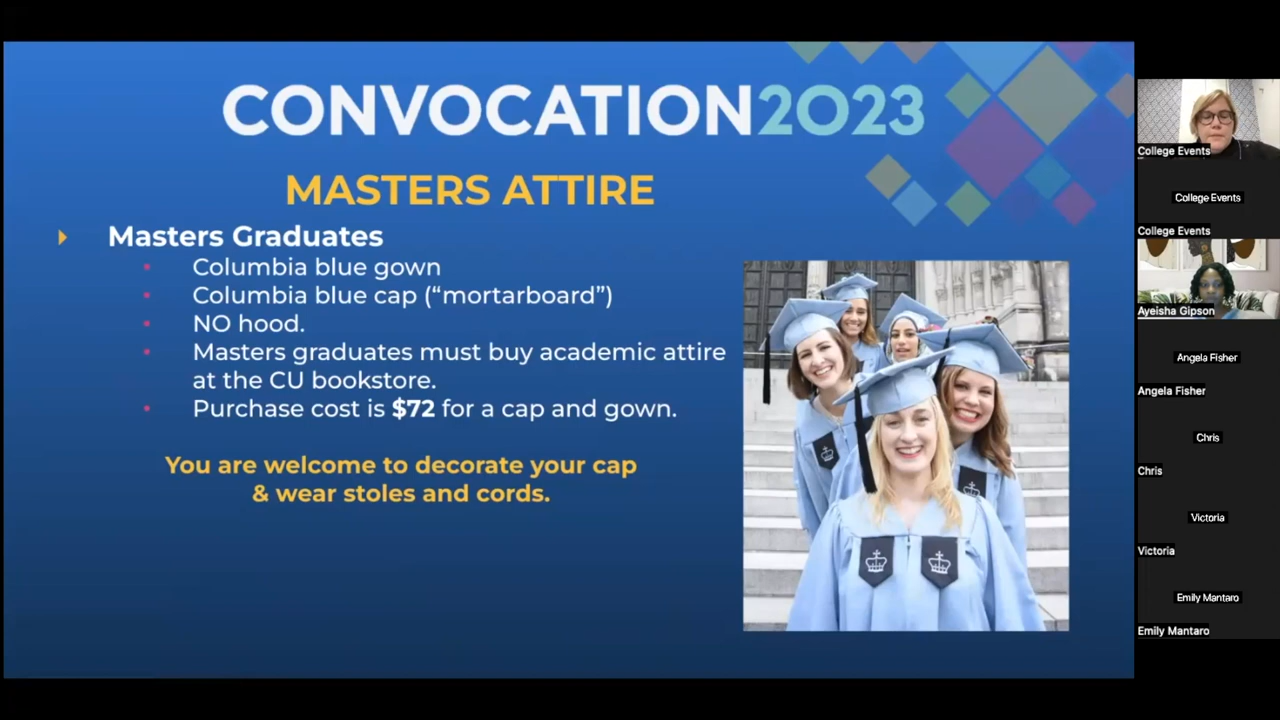 CONVOCATION2023
MASTERS ATTIRE
Masters Graduates
Columbia blue gown
Columbia blue cap (“mortarboard”)
NO hood.
Masters graduates must buy academic attire
at the CU bookstore.
Purchase cost is $72 for a cap and gown.
You are welcome to decorate your cap
& wear stoles and cords.
College Events
College Events
College Events
Ayeisha Gipson
Angela Fisher
Angela Fisher
Chris
Chris
Victoria
Victoria
Emily Mantaro
Emily Mantaro